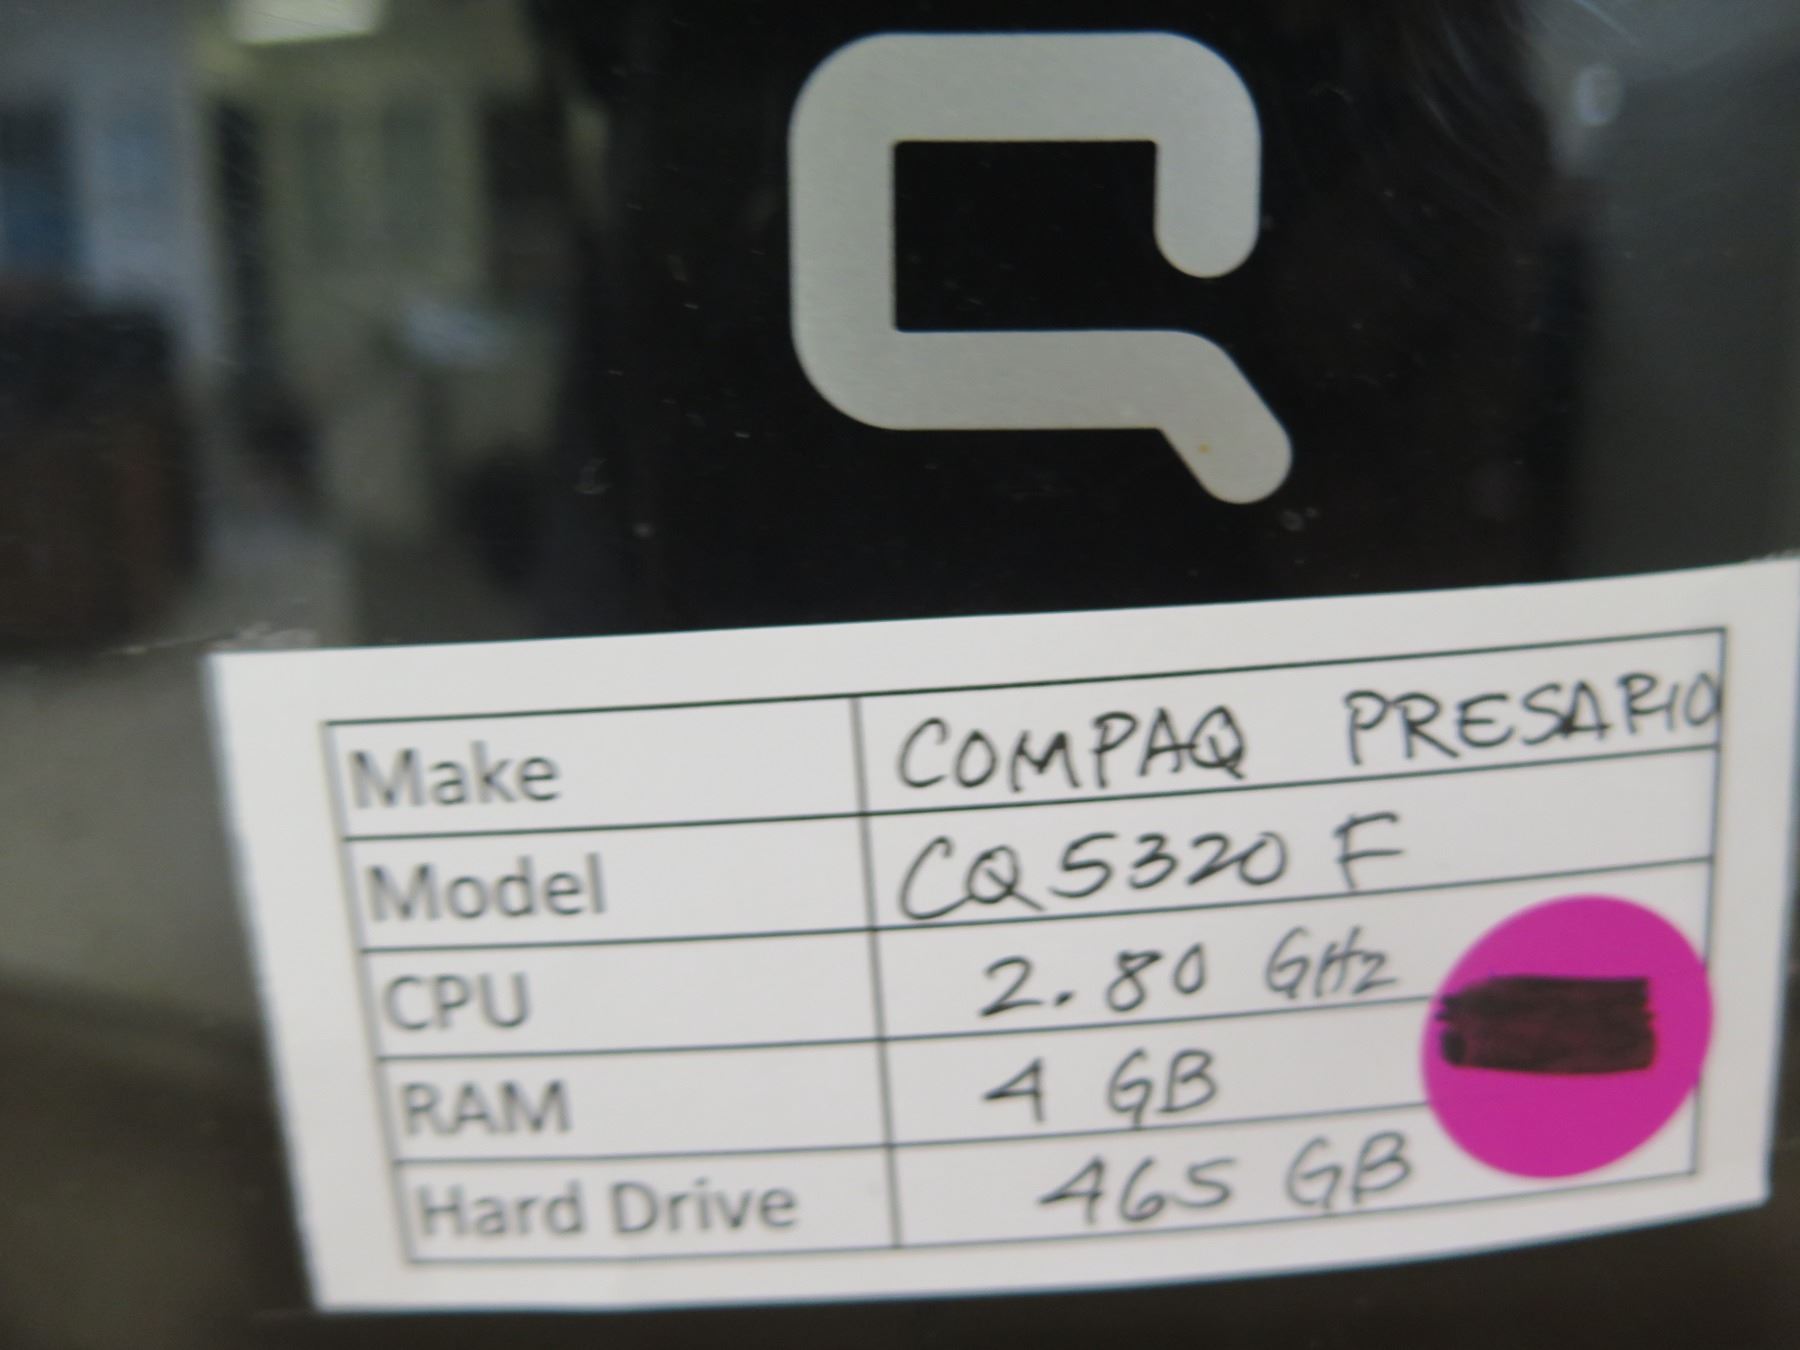 Make COMPAQ PRESARIO
Model CQ5320 F
CPU 2.80 GHz
RAM 4 GB
Hard Drive 465 GB